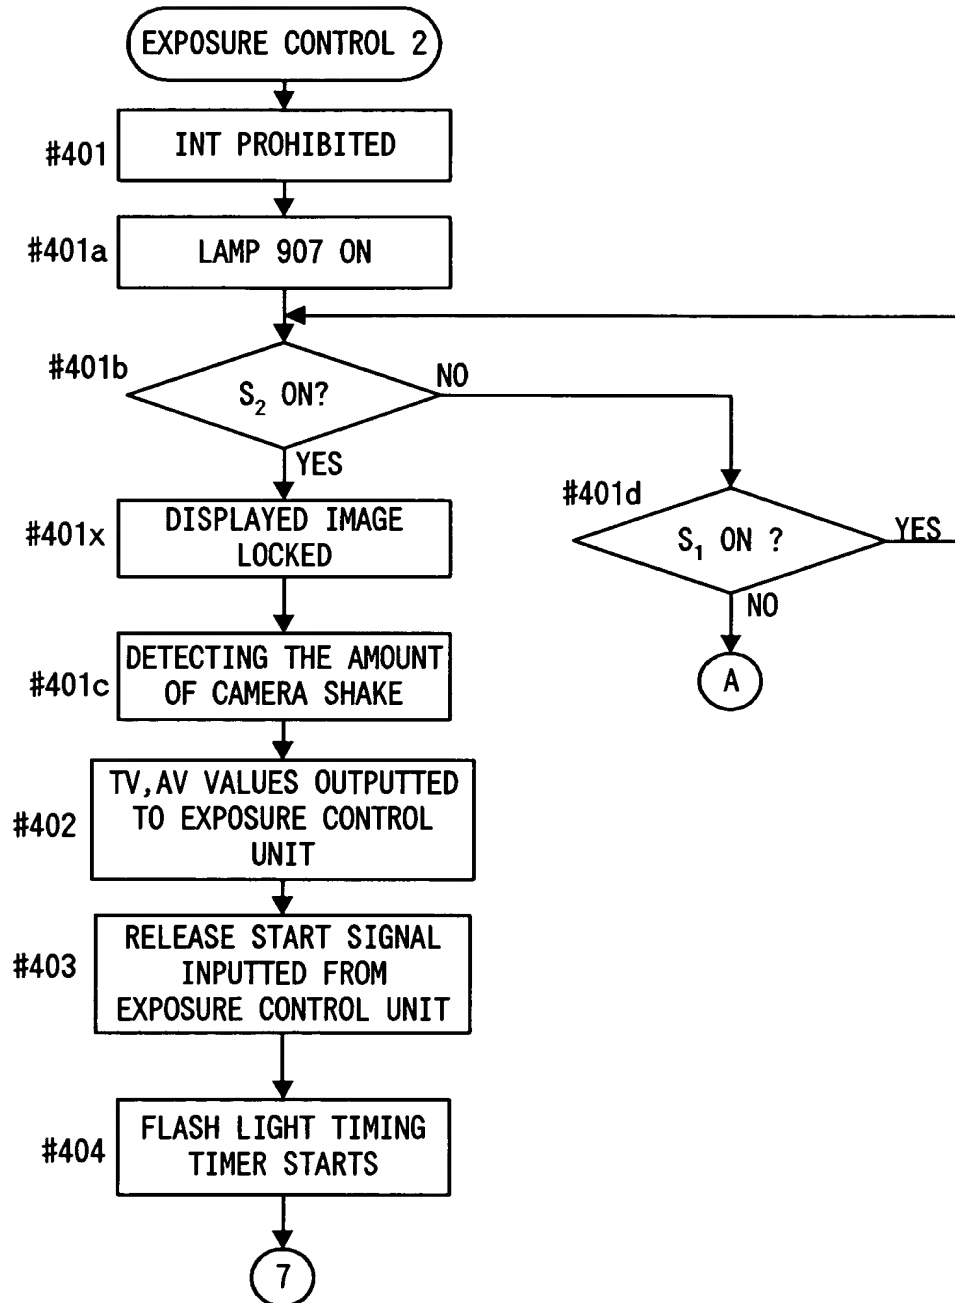 EXPOSURE CONTROL 2
#401
INT PROHIBITED
#401a
LAMP 907 ON
#401b
S₂ ON?
NO
YES
#401d
S₁ ON ?
YES
NO
A
#401x
DISPLAYED IMAGE
LOCKED
#401c
DETECTING THE AMOUNT
OF CAMERA SHAKE
#402
TV,AV VALUES OUTPUTTED
TO EXPOSURE CONTROL
UNIT
#403
RELEASE START SIGNAL
INPUTTED FROM
EXPOSURE CONTROL UNIT
#404
FLASH LIGHT TIMING
TIMER STARTS
7